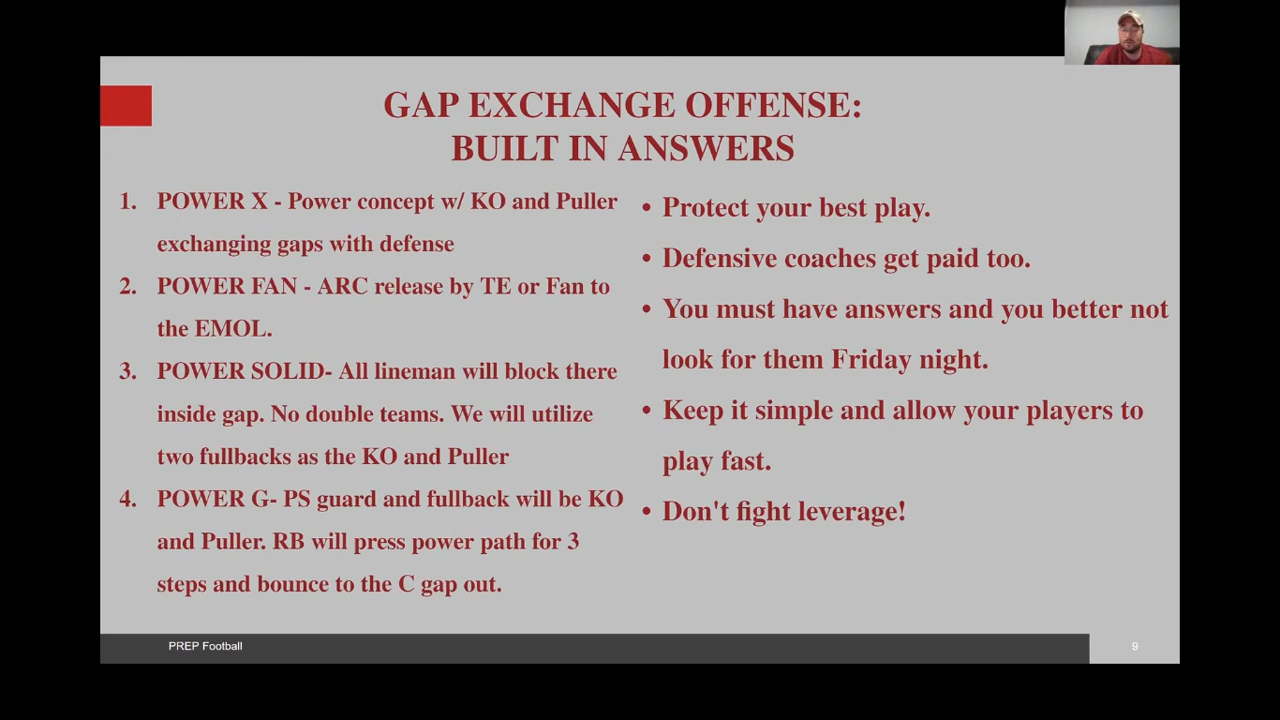 GAP EXCHANGE OFFENSE:
BUILT IN ANSWERS
1. POWER X - Power concept w/ KO and Puller
exchanging gaps with defense
2. POWER FAN - ARC release by TE or Fan to
the EMOL.
3. POWER SOLID- All lineman will block there
inside gap. No double teams. We will utilize
two fullbacks as the KO and Puller
4. POWER G- PS guard and fullback will be KO
and Puller. RB will press power path for 3
steps and bounce to the C gap out.
• Protect your best play.
• Defensive coaches get paid too.
• You must have answers and you better not
look for them Friday night.
• Keep it simple and allow your players to
play fast.
• Don't fight leverage!
PREP Football
9